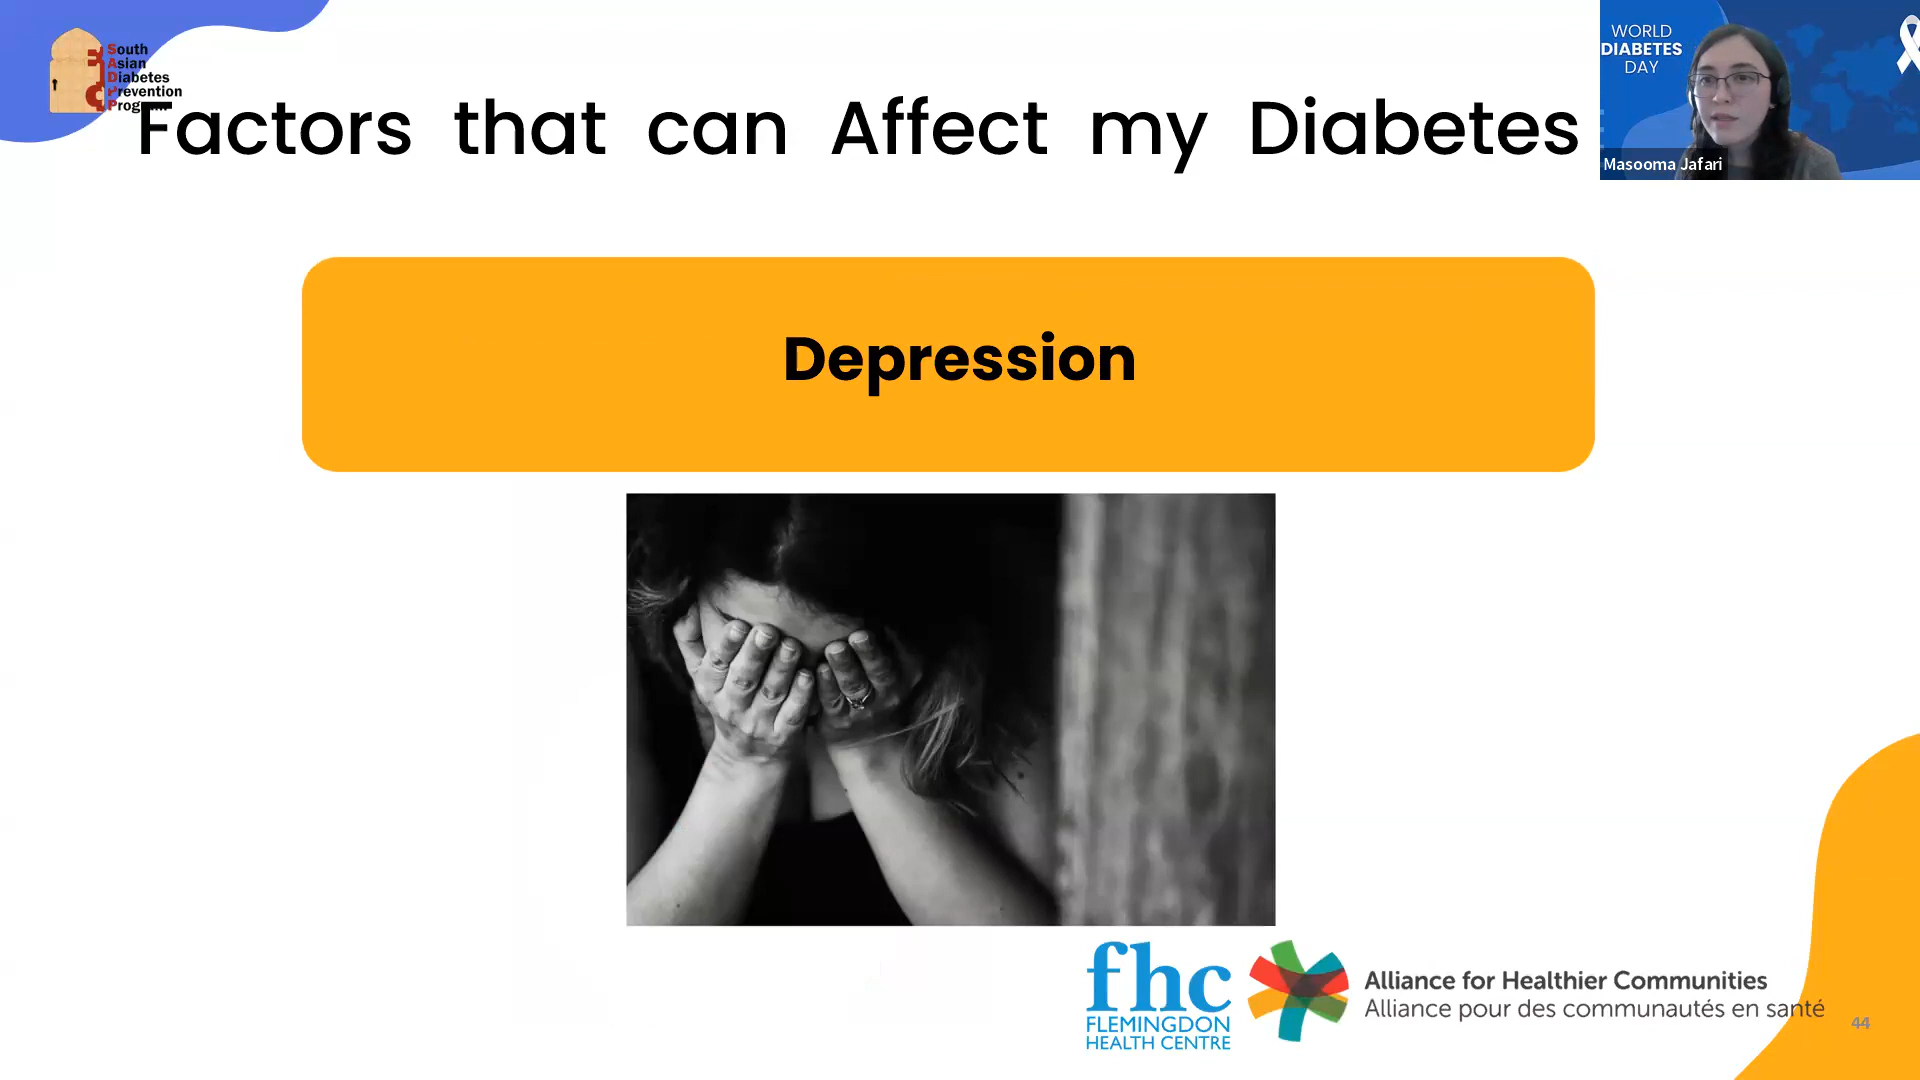 South
Asian
Diabetes
Prevention
Factors that can Affect my Diabetes
WORLD
DIABETES
DAY
Masooma Jafari
Depression
fhc
FLEMINGDON
HEALTH CENTRE
Alliance for Healthier Communities
Alliance pour des communautés en santé
44